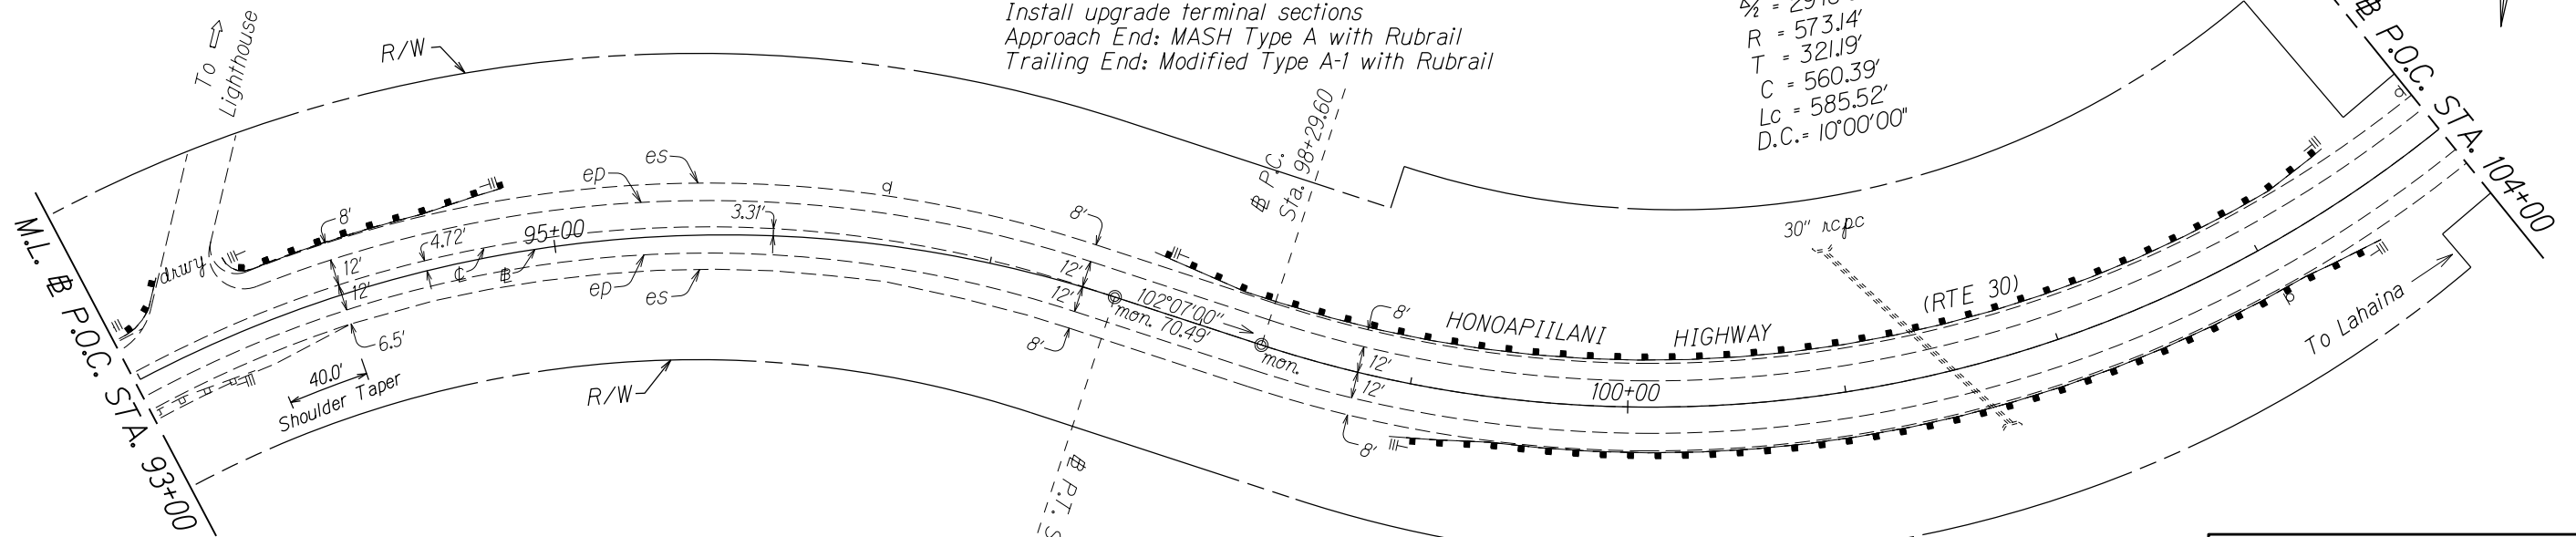 To
Lighthouse
R/W
Install upgrade terminal sections
Approach End: MASH Type A with Rubrail
Trailing End: Modified Type A-1 with Rubrail
R = 573.14'
T = 321.19'
C = 560.39'
Lc = 585.52'
D.C.= 10°00'00"
M.L. B P.O.C. STA. 93+00
B P.O.C. STA. 104+00
drwy
8'
12'
12'
4.72'
95+00
3.31'
ep
es
ep
es
6.5'
40.0'
Shoulder Taper
R/W
8'
12'
12'
8'
102°07'00"
mon. 70.49'
mon.
B P.C.
Sta. 98+29.60
B P.T. S
8'
12'
12'
8'
HONOAPIILANI HIGHWAY
(RTE 30)
100+00
30" rcpc
To Lahaina